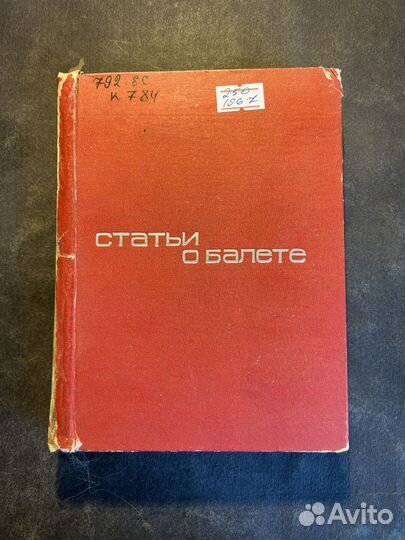 792.8С
К 784
250
1967
статьи
о балете
Avito